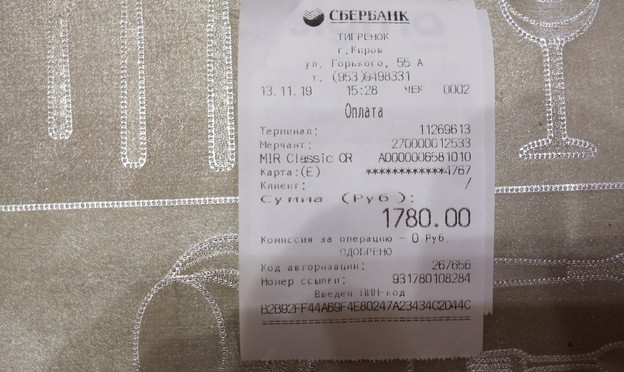 СБЕРБАНК
ТИГРЕНОК
г.Киров
ул. Горького, 55 А
т. (953)9498331
13.11.19 15:28 ЧЕК 0002
Оплата
Терминал: 11269613
Мерчант: 270000012533
MIR Classic CR A0000006581010
Карта:(E) ************4767
Клиент: /
Сумма (Руб):
1780.00
Комиссия за операцию - 0 Руб.
ОДОБРЕНО
Код авторизации: 267656
Номер ссылки: 931780108284
Введен ПИН-код
B2B92FF44A69F4E80247A23434C2D44C